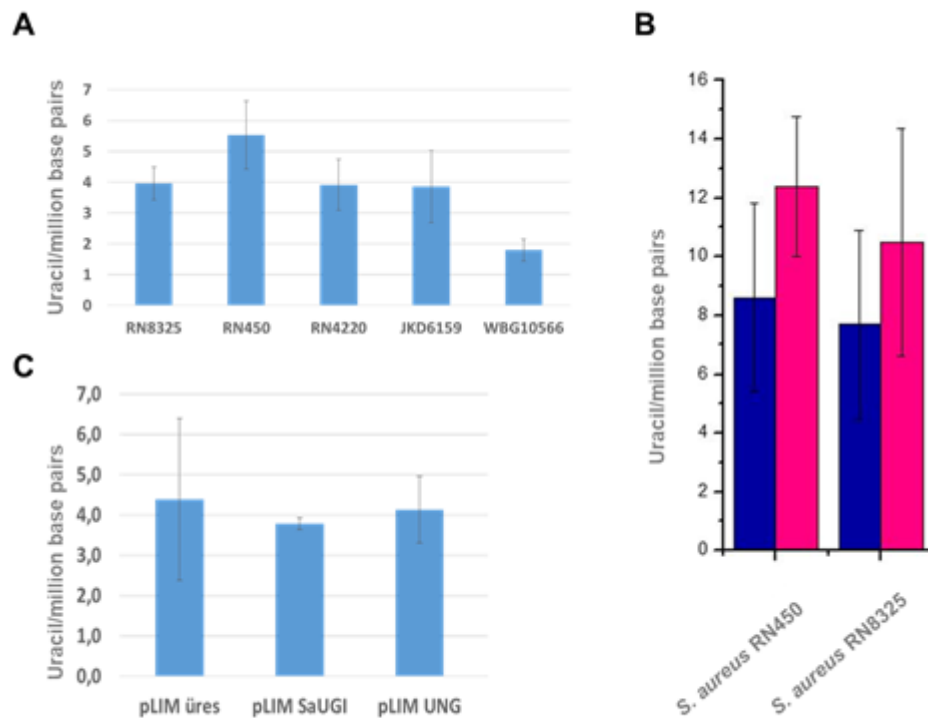 A
Uracil/million base pairs
7
6
5
4
3
2
1
0
RN8325 RN450 RN4220 JKD6159 WBG10566
B
Uracil/million base pairs
16
14
12
10
8
6
4
2
0
S. aureus RN450
S. aureus RN8325
C
Uracil/million base pairs
7,0
6,0
5,0
4,0
3,0
2,0
1,0
0,0
pLIM üres pLIM SaUGI pLIM UNG